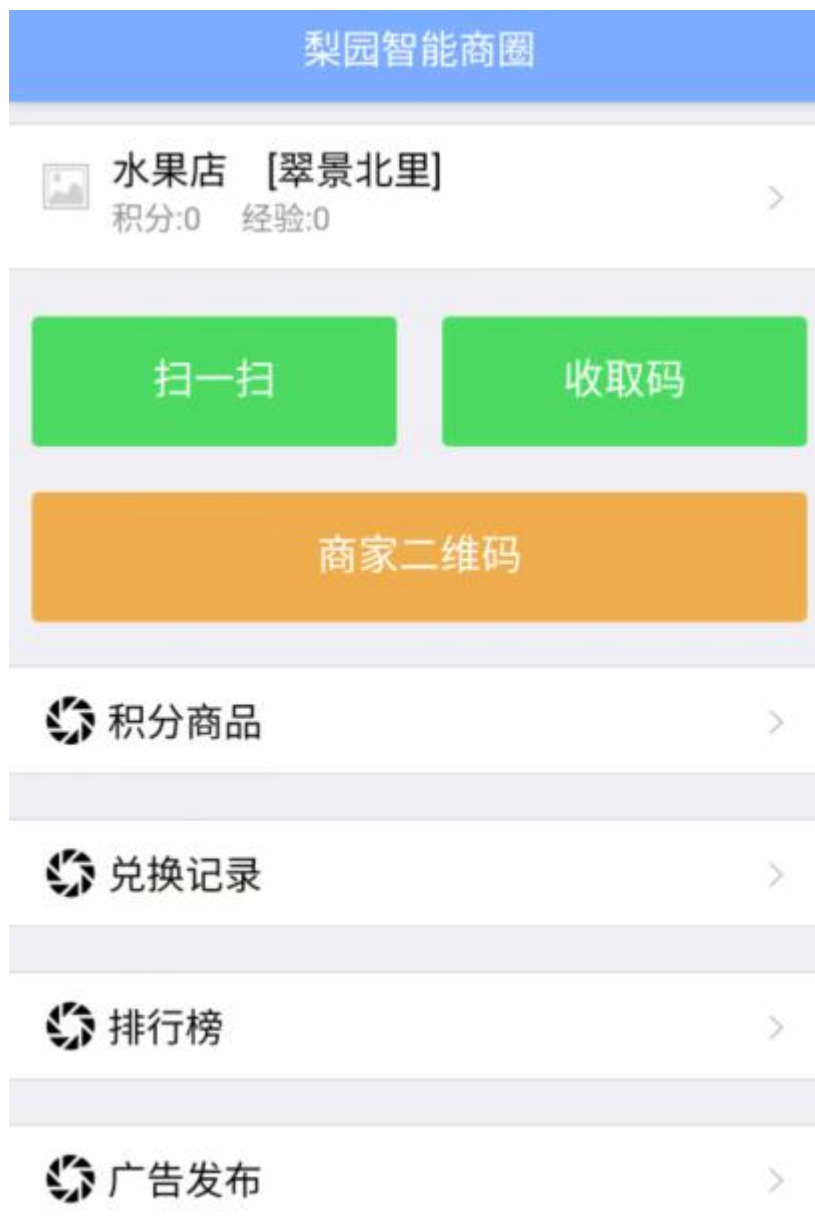 梨园智能商圈
水果店 [翠景北里]
积分:0 经验:0
扫一扫 收取码
商家二维码
积分商品
兑换记录
排行榜
广告发布